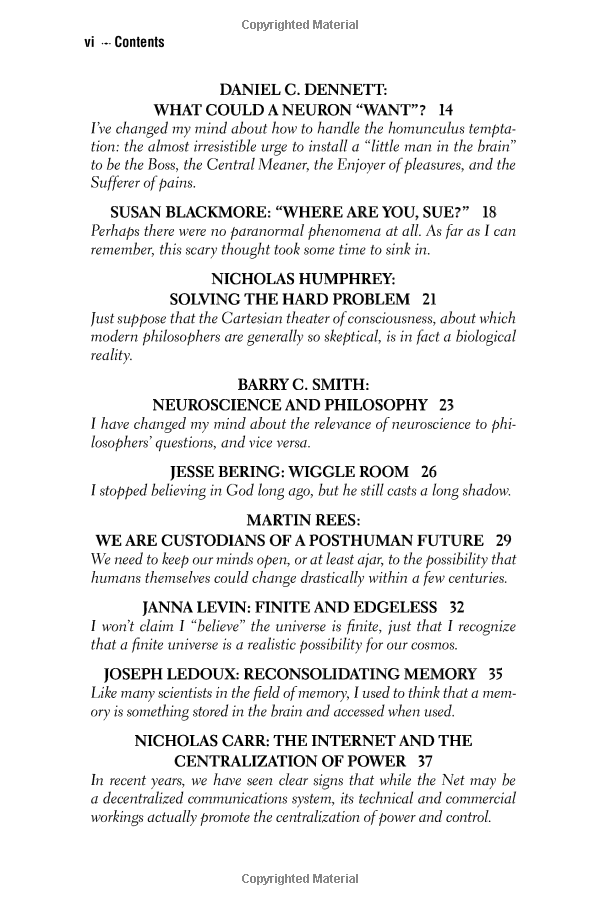 Copyrighted Material
vi ··· Contents
DANIEL C. DENNETT:
WHAT COULD A NEURON “WANT”? 14
I’ve changed my mind about how to handle the homunculus tempta-
tion: the almost irresistible urge to install a “little man in the brain”
to be the Boss, the Central Meaner, the Enjoyer of pleasures, and the
Sufferer of pains.
SUSAN BLACKMORE: “WHERE ARE YOU, SUE?” 18
Perhaps there were no paranormal phenomena at all. As far as I can
remember, this scary thought took some time to sink in.
NICHOLAS HUMPHREY:
SOLVING THE HARD PROBLEM 21
Just suppose that the Cartesian theater of consciousness, about which
modern philosophers are generally so skeptical, is in fact a biological
reality.
BARRY C. SMITH:
NEUROSCIENCE AND PHILOSOPHY 23
I have changed my mind about the relevance of neuroscience to phi-
losophers’ questions, and vice versa.
JESSE BERING: WIGGLE ROOM 26
I stopped believing in God long ago, but he still casts a long shadow.
MARTIN REES:
WE ARE CUSTODIANS OF A POSTHUMAN FUTURE 29
We need to keep our minds open, or at least ajar, to the possibility that
humans themselves could change drastically within a few centuries.
JANNA LEVIN: FINITE AND EDGELESS 32
I won’t claim I “believe” the universe is finite, just that I recognize
that a finite universe is a realistic possibility for our cosmos.
JOSEPH LEDOUX: RECONSOLIDATING MEMORY 35
Like many scientists in the field of memory, I used to think that a mem-
ory is something stored in the brain and accessed when used.
NICHOLAS CARR: THE INTERNET AND THE
CENTRALIZATION OF POWER 37
In recent years, we have seen clear signs that while the Net may be
a decentralized communications system, its technical and commercial
workings actually promote the centralization of power and control.
Copyrighted Material